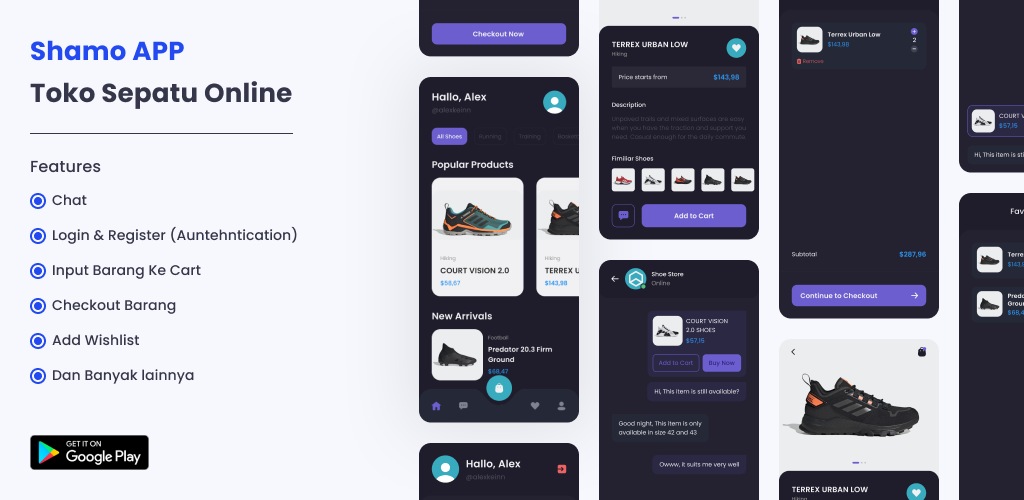 Shamo APP
Toko Sepatu Online
Features
Chat
Login & Register (Auntehntication)
Input Barang Ke Cart
Checkout Barang
Add Wishlist
Dan Banyak lainnya
GET IT ON
Google Play
Checkout Now
Hallo, Alex
@alexkeinn
All Shoes
Running
Training
Popular Products
Hiking
COURT VISION 2.0
$58,67
Hiking
TERREX U
$143,98
New Arrivals
Football
Predator 20.3 Firm
Ground
$68,47
Hallo, Alex
@alexkeinn
TERREX URBAN LOW
Hiking
Price starts from
$143,98
Description
Unpaved trails and mixed surfaces are easy
when you have the traction and support you
need. Casual enough for the daily commute.
Fimiliar Shoes
Add to Cart
Shoe Store
Online
COURT VISION
2.0 SHOES
$57,15
Add to Cart
Buy Now
Hi, This item is still available?
Good night, This item is only
available in size 42 and 43
Owww, it suits me very well
Terrex Urban Low
$143,98
2
Remove
Subtotal
$287,96
Continue to Checkout
TERREX URBAN LOW
Hiking
COURT V
$57,15
Hi, This item is sti
Fav
Terrex
$143,9
Preda
Groun
$68,4